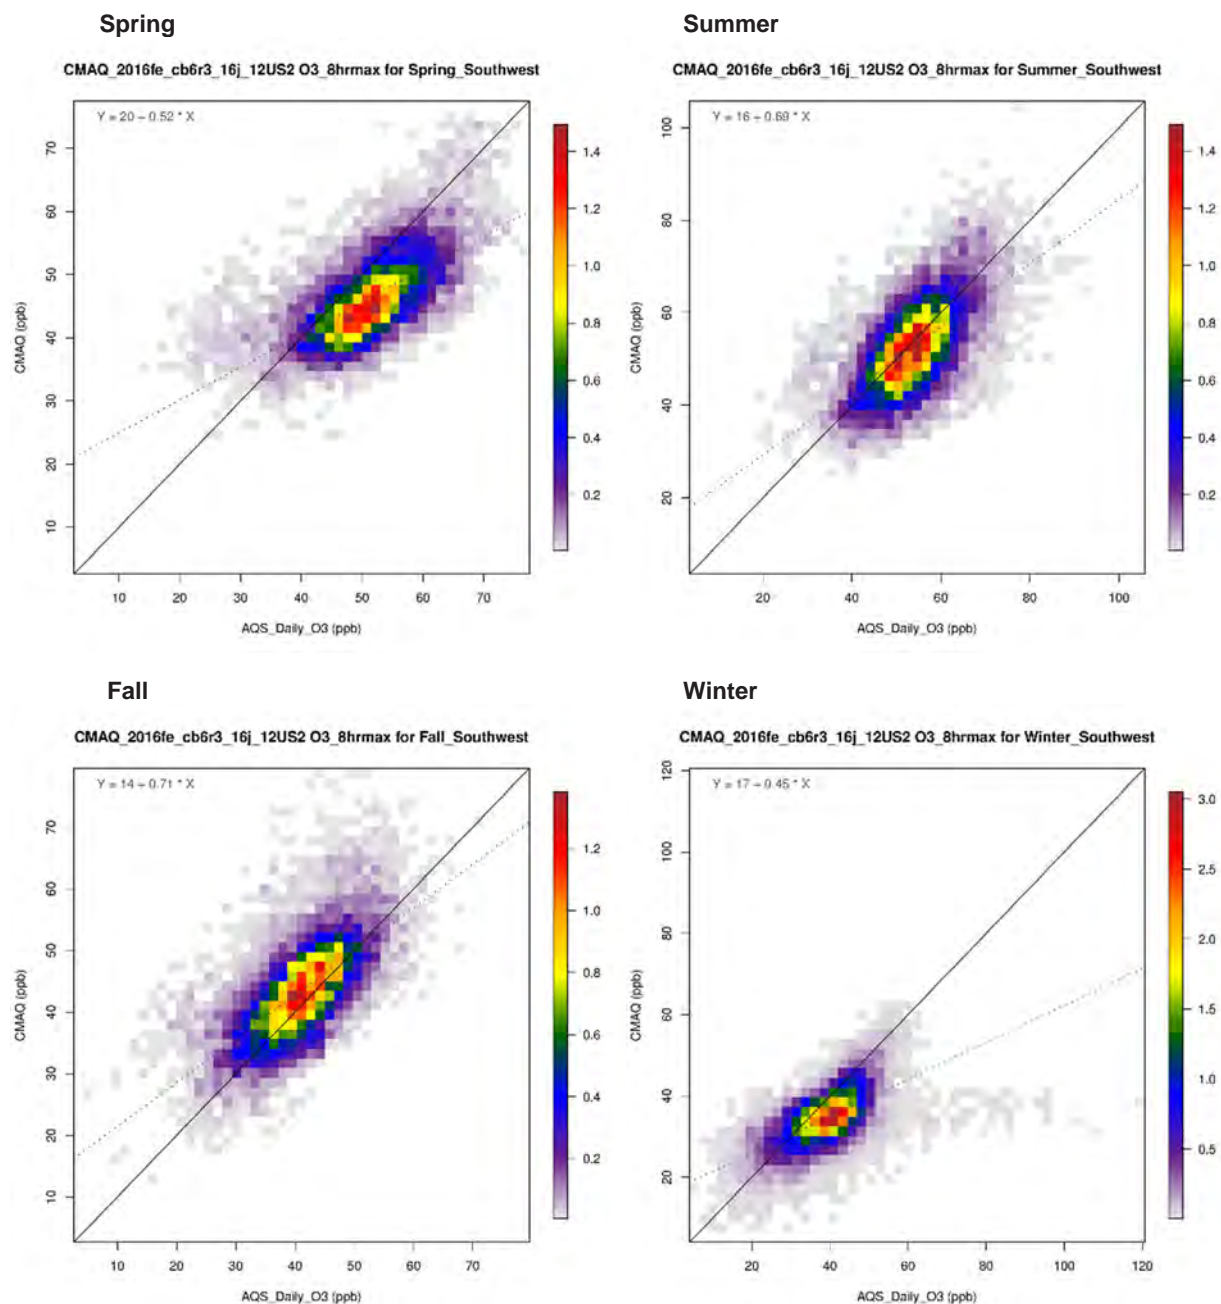 Spring
CMAQ_2016fe_cb6r3_16j_12US2 O3_8hrmax for Spring_Southwest
Y = 20 + 0.52 * X
70
60
50
40
30
20
10
CMAQ (ppb)
10 20 30 40 50 60 70
AQS_Daily_O3 (ppb)
1.4
1.2
1.0
0.8
0.6
0.4
0.2
Summer
CMAQ_2016fe_cb6r3_16j_12US2 O3_8hrmax for Summer_Southwest
Y = 16 + 0.69 * X
100
80
60
40
20
CMAQ (ppb)
20 40 60 80 100
AQS_Daily_O3 (ppb)
1.4
1.2
1.0
0.8
0.6
0.4
0.2
Fall
CMAQ_2016fe_cb6r3_16j_12US2 O3_8hrmax for Fall_Southwest
Y = 14 + 0.71 * X
70
60
50
40
30
20
10
CMAQ (ppb)
10 20 30 40 50 60 70
AQS_Daily_O3 (ppb)
1.2
1.0
0.8
0.6
0.4
0.2
Winter
CMAQ_2016fe_cb6r3_16j_12US2 O3_8hrmax for Winter_Southwest
Y = 17 + 0.45 * X
120
100
80
60
40
20
CMAQ (ppb)
20 40 60 80 100 120
AQS_Daily_O3 (ppb)
3.0
2.5
2.0
1.5
1.0
0.5